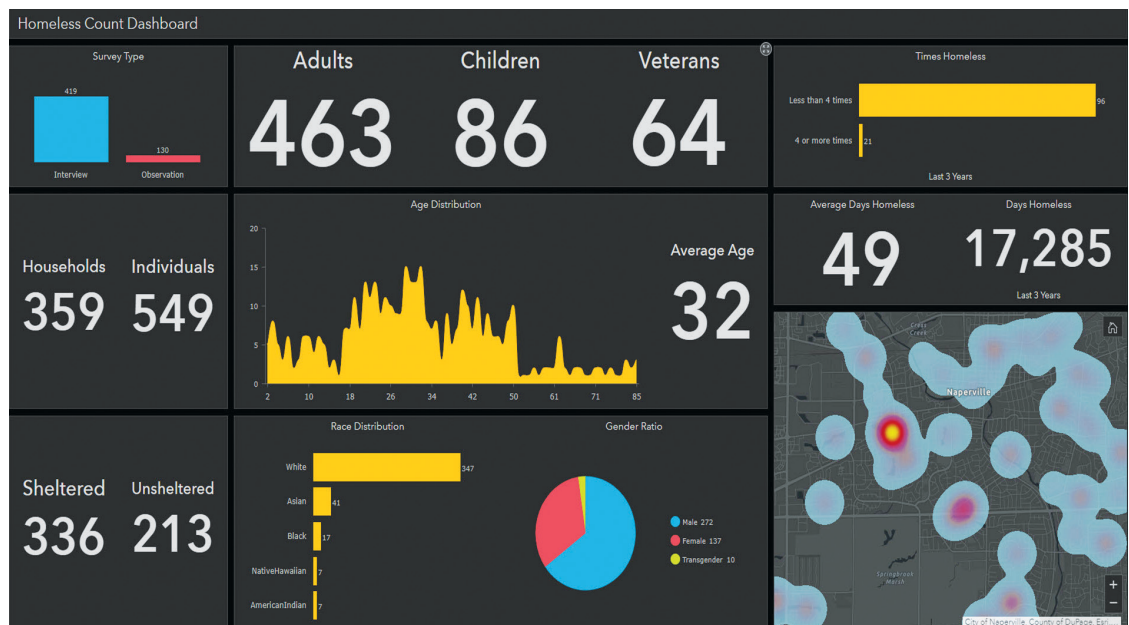 Homeless Count Dashboard
Survey Type
419
130
Interview
Observation
Adults
Children
Veterans
463
86
64
Times Homeless
Less than 4 times
96
4 or more times
21
Last 3 Years
Households
Individuals
359
549
Age Distribution
20
15
10
5
0
2
10
18
26
34
42
50
61
71
85
Average Age
32
Average Days Homeless
Days Homeless
49
17,285
Last 3 Years
Sheltered
Unsheltered
336
213
Race Distribution
White
347
Asian
41
Black
17
NativeHawaiian
7
AmericanIndian
7
Gender Ratio
Male 272
Female 137
Transgender 10
Cress
Creek
Naperville
Springbrook
Marsh
+
−
City of Naperville, County of DuPage, Esri...